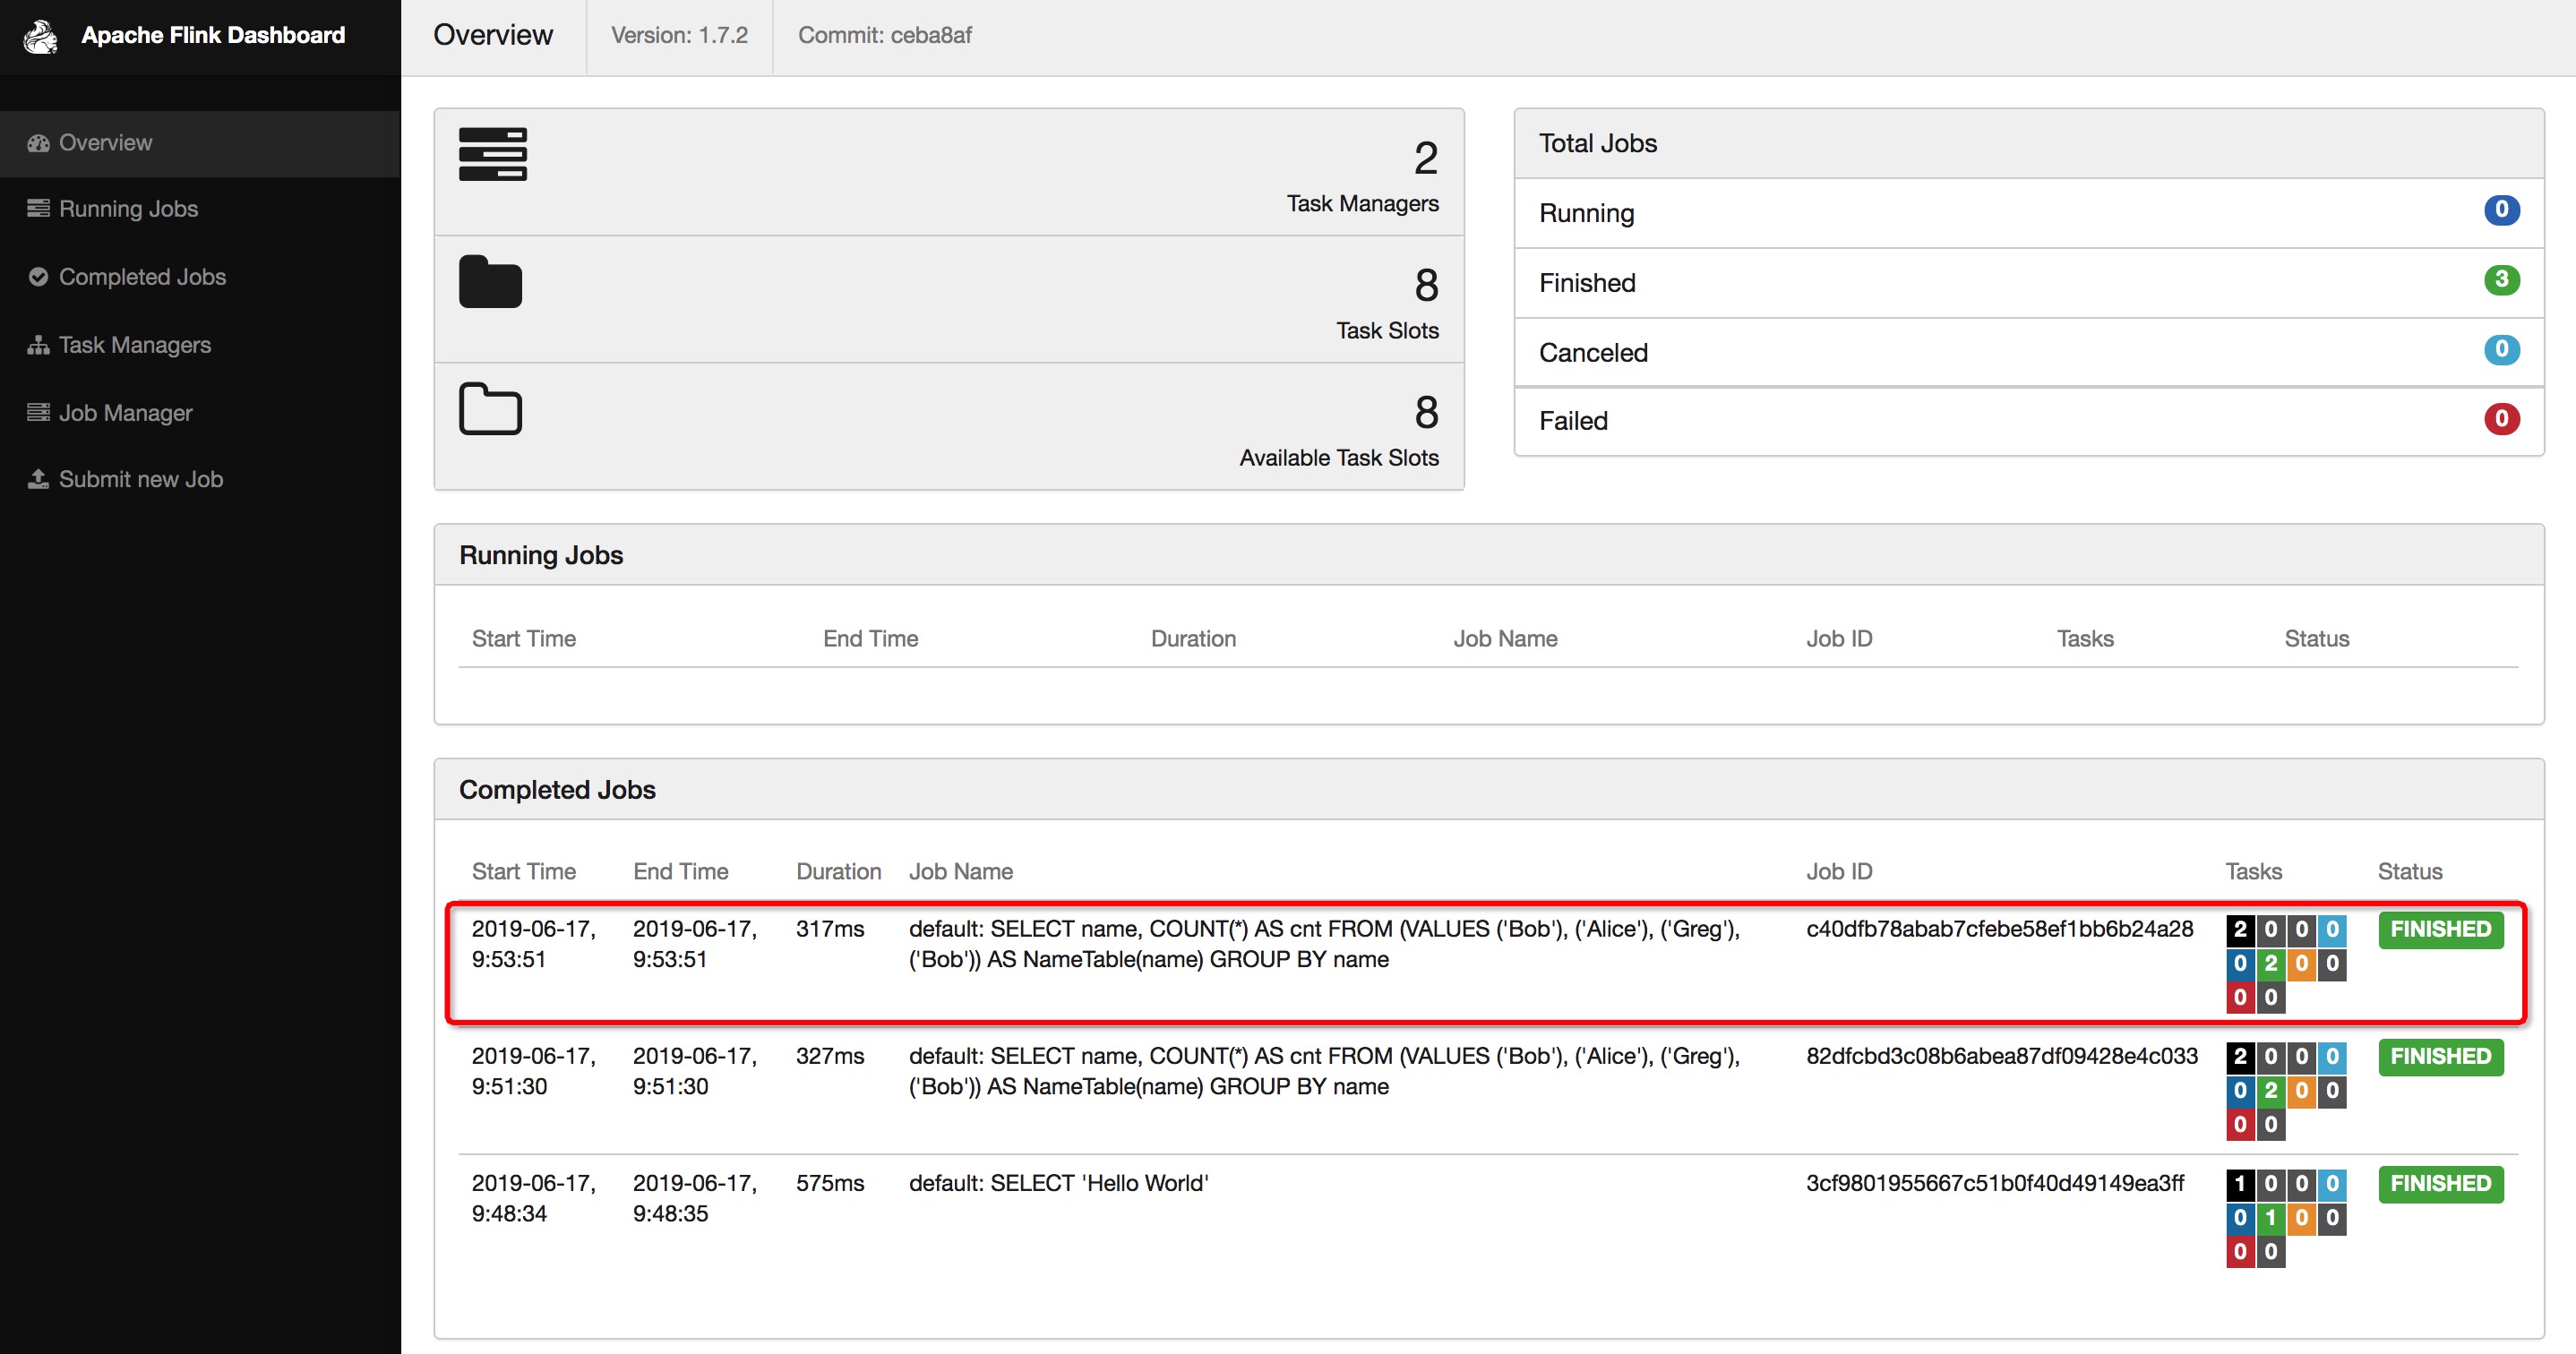 Apache Flink Dashboard
Overview
Version: 1.7.2
Commit: ceba8af
Overview
Running Jobs
Completed Jobs
Task Managers
Job Manager
Submit new Job
2
Task Managers
8
Task Slots
8
Available Task Slots
Total Jobs
Running 0
Finished 3
Canceled 0
Failed 0
Running Jobs
Start Time End Time Duration Job Name Job ID Tasks Status
Completed Jobs
Start Time End Time Duration Job Name Job ID Tasks Status
2019-06-17, 2019-06-17, 317ms default: SELECT name, COUNT(*) AS cnt FROM (VALUES ('Bob'), ('Alice'), ('Greg'), c40dfb78abab7cfebe58ef1bb6b24a28 2 0 0 0 FINISHED
9:53:51 9:53:51 ('Bob')) AS NameTable(name) GROUP BY name 0 2 0 0
0 0
2019-06-17, 2019-06-17, 327ms default: SELECT name, COUNT(*) AS cnt FROM (VALUES ('Bob'), ('Alice'), ('Greg'), 82dfcbd3c08b6abea87df09428e4c033 2 0 0 0 FINISHED
9:51:30 9:51:30 ('Bob')) AS NameTable(name) GROUP BY name 0 2 0 0
0 0
2019-06-17, 2019-06-17, 575ms default: SELECT 'Hello World' 3cf9801955667c51b0f40d49149ea3ff 1 0 0 0 FINISHED
9:48:34 9:48:35 0 1 0 0
0 0